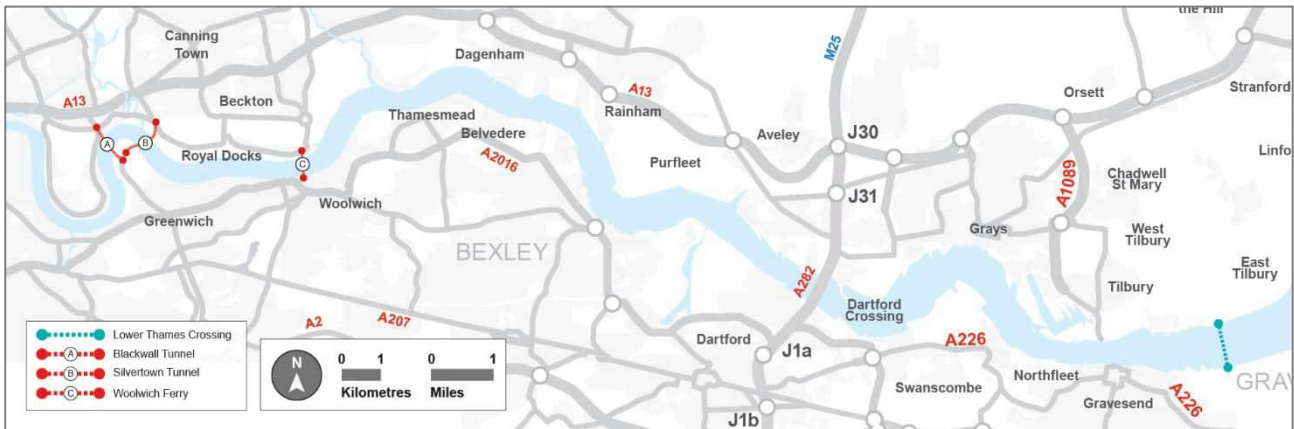 the Hill
Canning
Town
Dagenham
M25
A13
Beckton
A13
Rainham
Orsett
Stranford
Thamesmead
Belvedere
Aveley
J30
A
B
Royal Docks
C
A2016
Purfleet
Linfo
J31
A1089
Chadwell
St Mary
Greenwich
Woolwich
Grays
West
Tilbury
BEXLEY
East
Tilbury
A282
Tilbury
Dartford
Crossing
A2
A207
Dartford
J1a
A226
Northfleet
GRAV
Swanscombe
Gravesend
A226
J1b
Lower Thames Crossing
A Blackwall Tunnel
B Silvertown Tunnel
C Woolwich Ferry
N
0 1
Kilometres
0 1
Miles